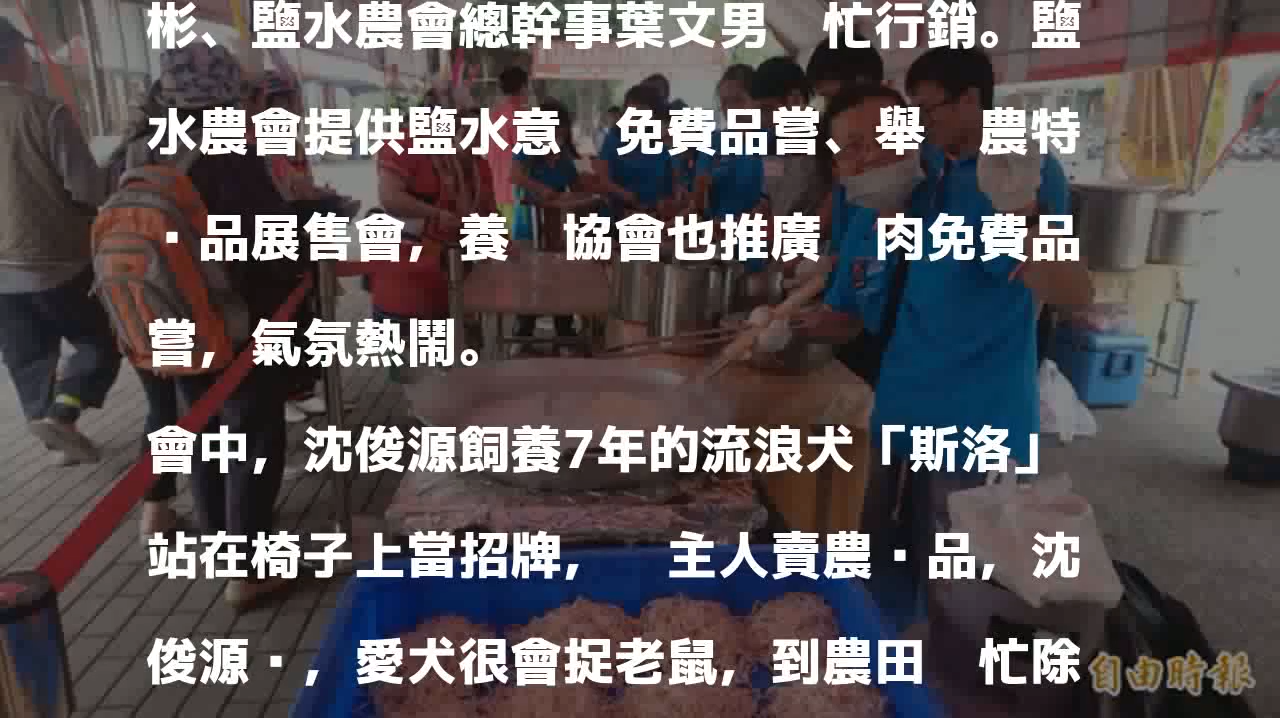 彬、鹽水農會總幹事葉文男　忙行銷。鹽
水農會提供鹽水意　免費品嘗、舉　農特
·品展售會，養　協會也推廣　肉免費品
嘗，氣氛熱鬧。
會中，沈俊源飼養7年的流浪犬「斯洛」
站在椅子上當招牌，　主人賣農·品，沈
俊源·，愛犬很會捉老鼠，到農田　忙除
自由時報